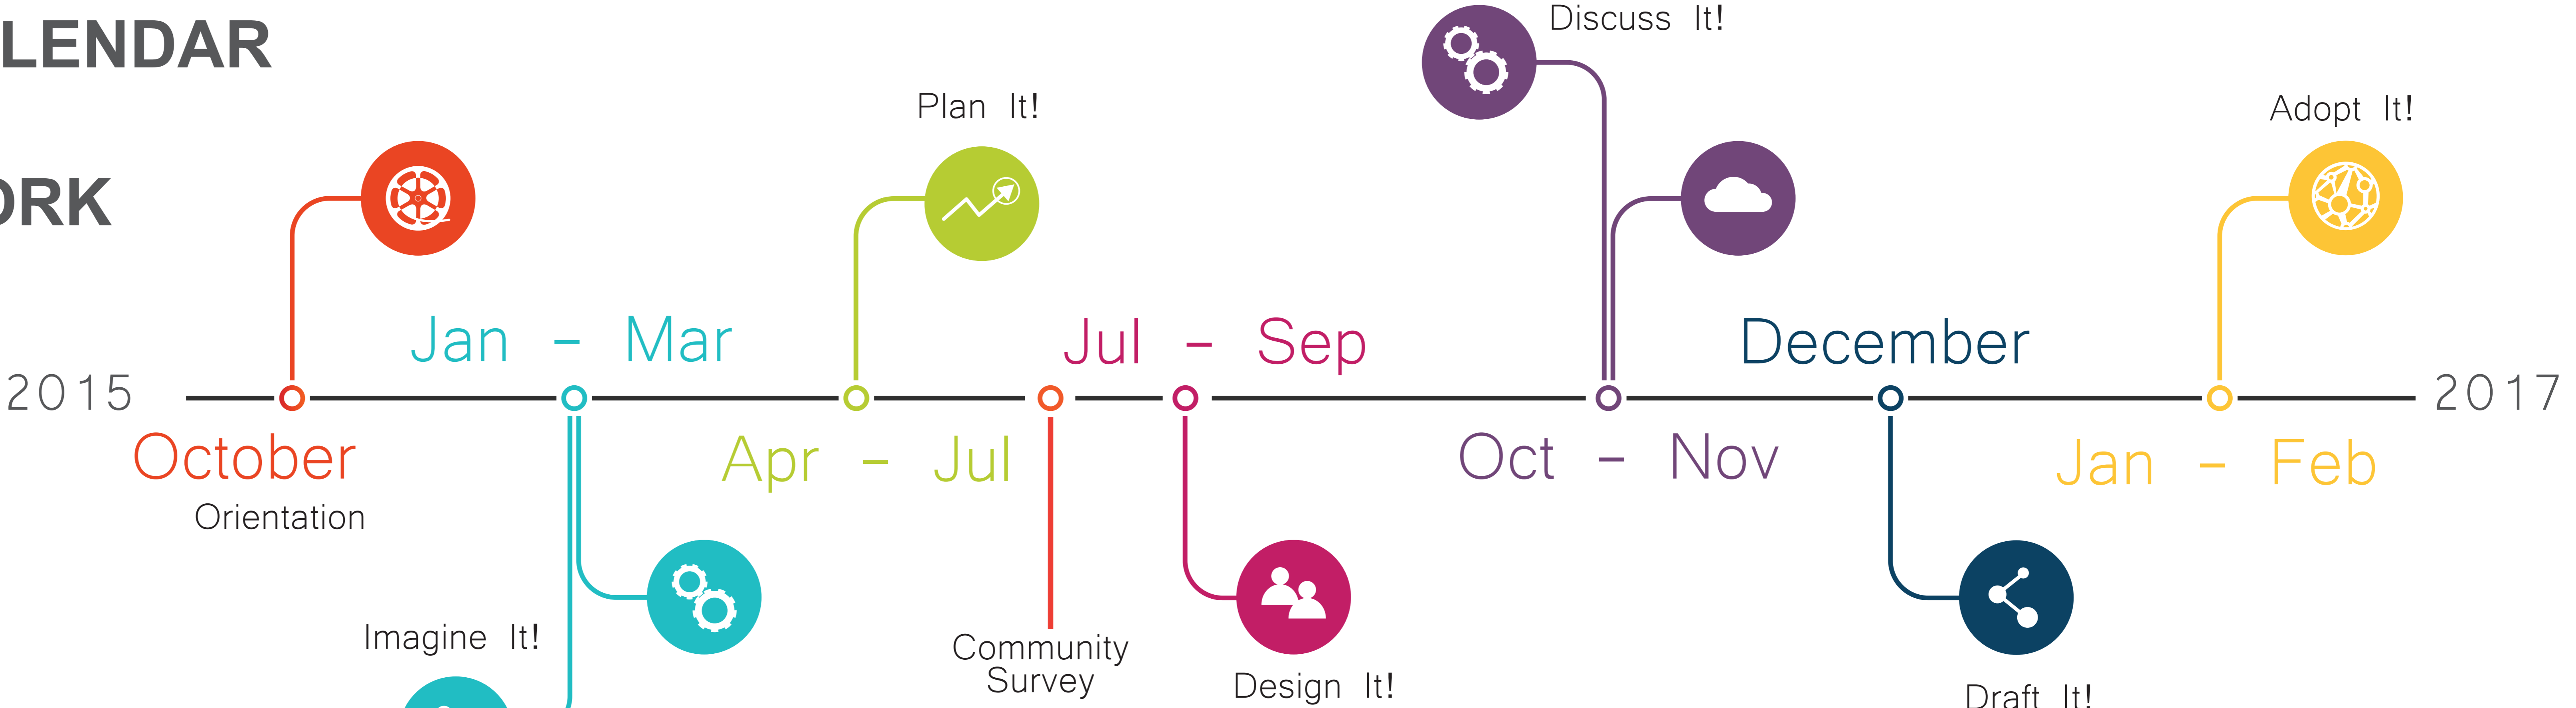 LENDAR
ORK
Discuss It!
Plan It!
Adopt It!
Jan - Mar
Jul - Sep
December
2015
2017
October
Orientation
Apr - Jul
Oct - Nov
Jan - Feb
Imagine It!
Community
Survey
Design It!
Draft It!